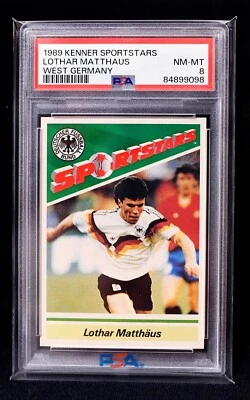 1989 KENNER SPORTSTARS
LOTHAR MATTHAUS
WEST GERMANY
NM-MT
8
PSA
84899098
SPORTSTARS
Lothar Matthäus
PSA